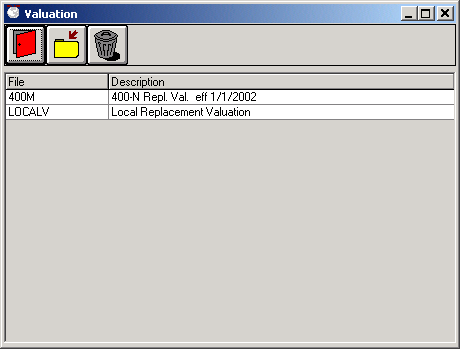 Valuation
File Description
400M 400-N Repl. Val.  eff 1/1/2002
LOCALV Local Replacement Valuation